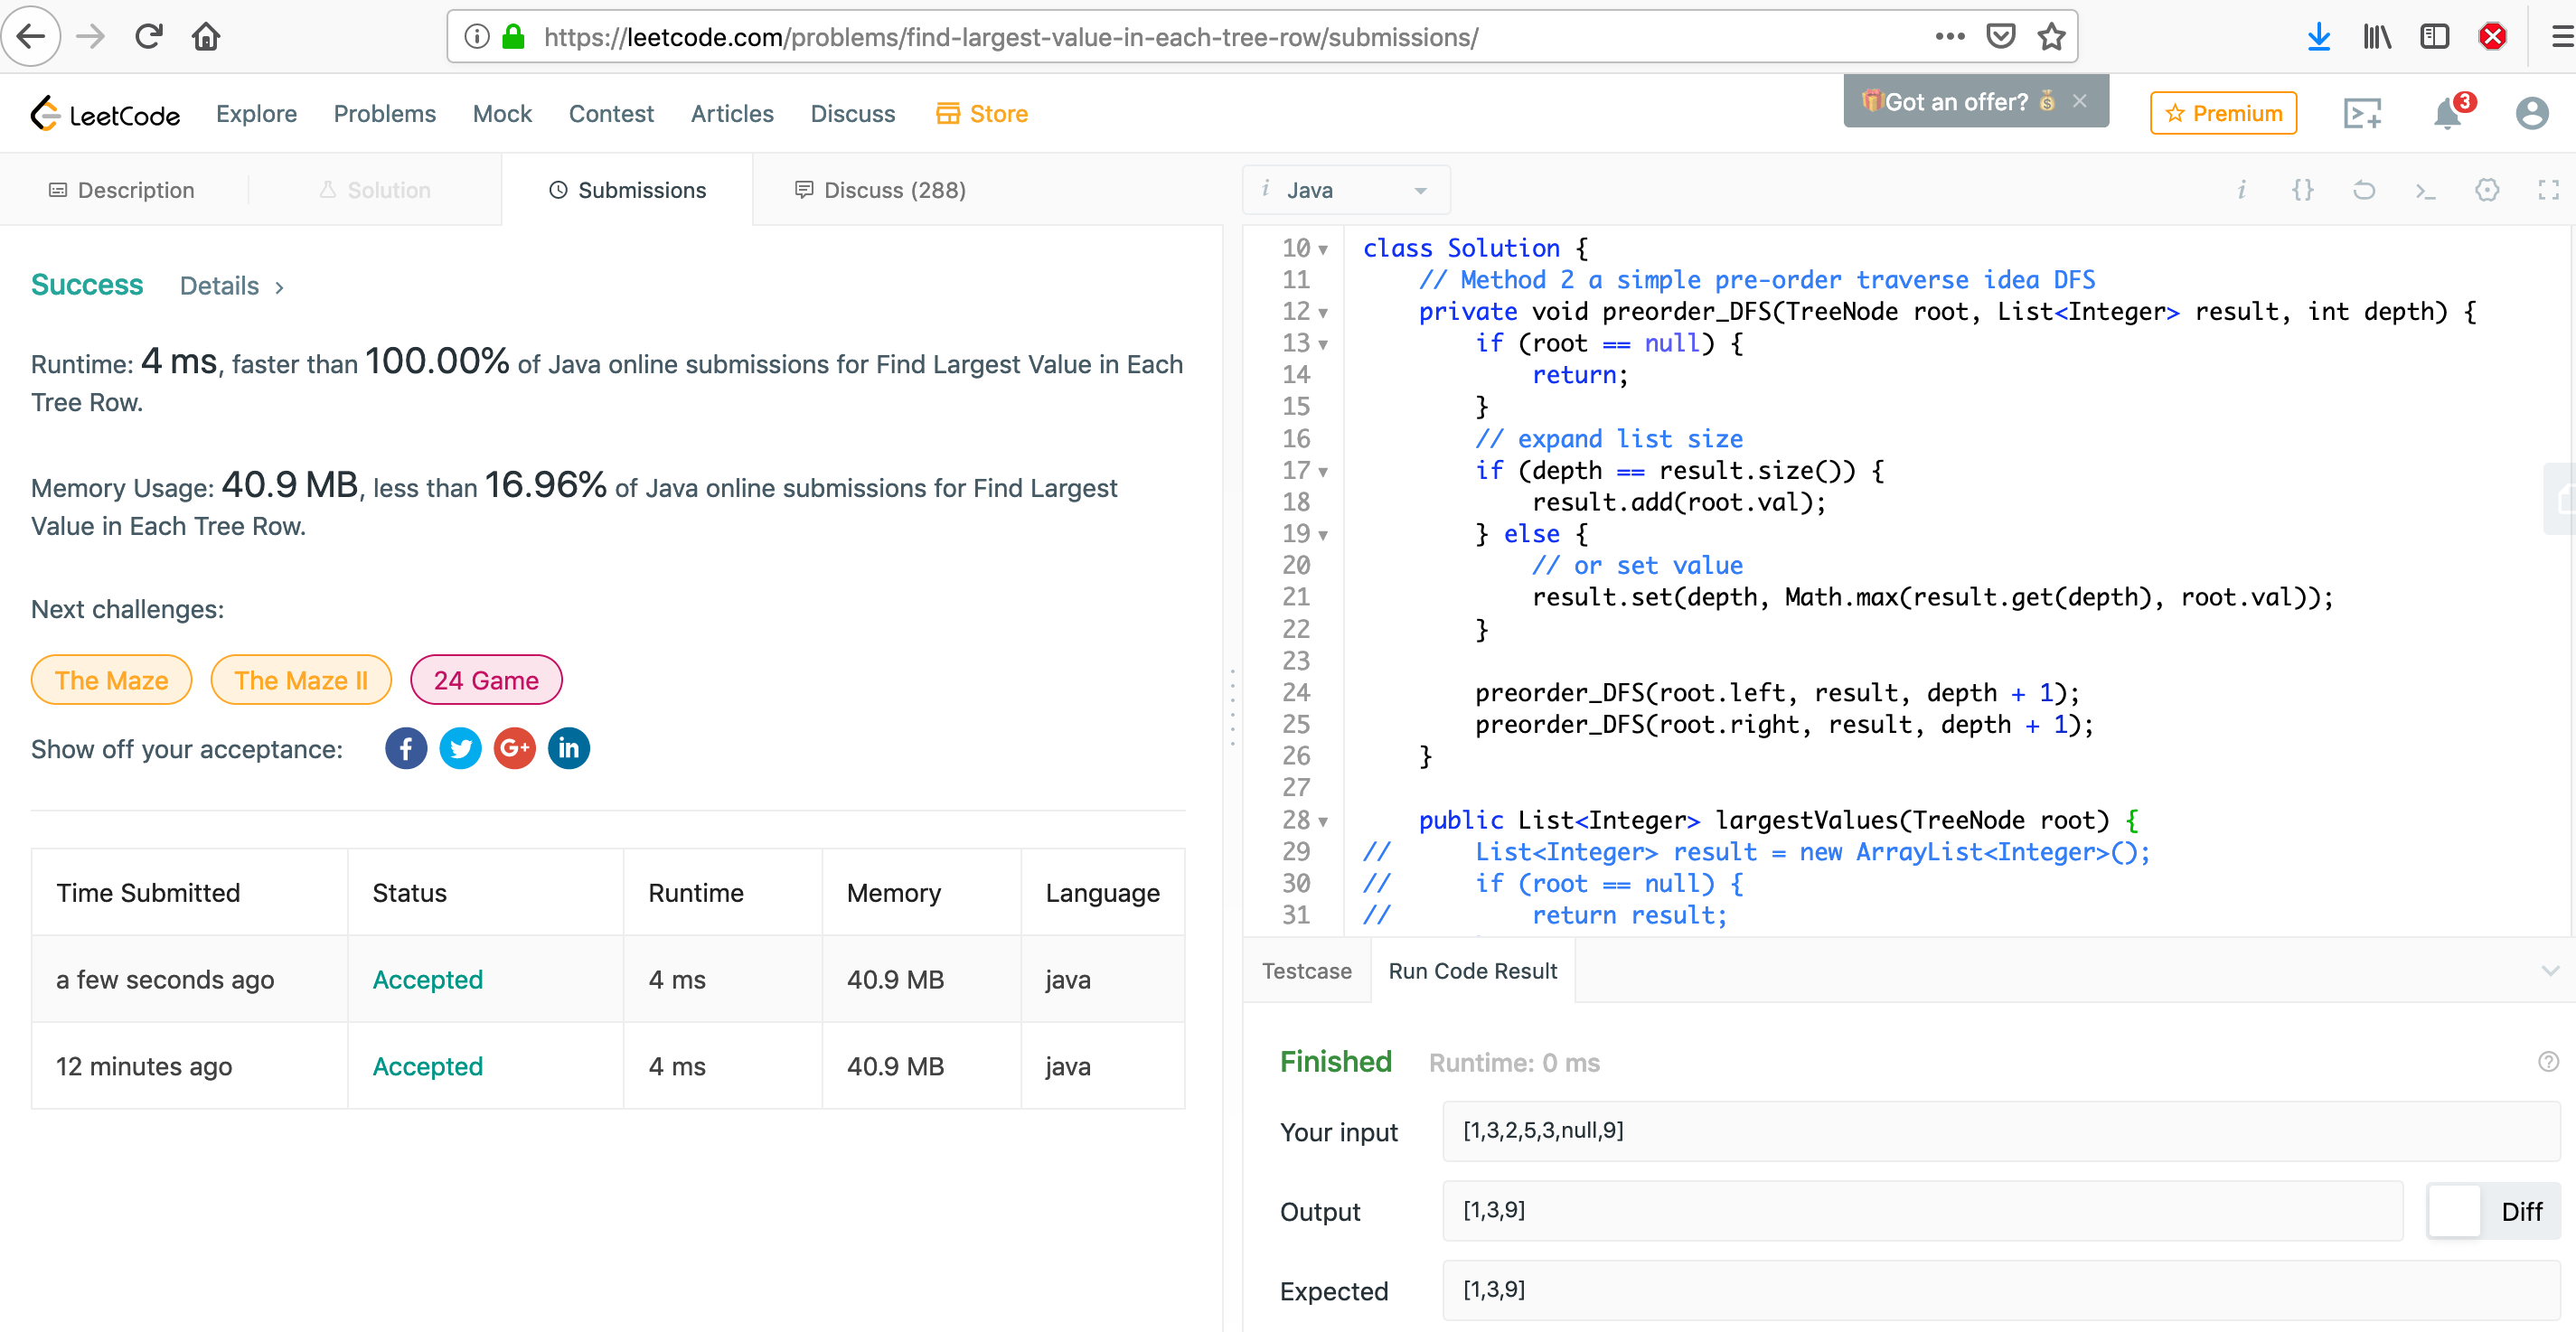 https://leetcode.com/problems/find-largest-value-in-each-tree-row/submissions/
LeetCode Explore Problems Mock Contest Articles Discuss Store Got an offer? Premium 3
Description Solution Submissions Discuss (288)
Success Details >
Runtime: 4 ms, faster than 100.00% of Java online submissions for Find Largest Value in Each
Tree Row.
Memory Usage: 40.9 MB, less than 16.96% of Java online submissions for Find Largest
Value in Each Tree Row.
Next challenges:
The Maze The Maze II 24 Game
Show off your acceptance: f G+ in
Time Submitted Status Runtime Memory Language
a few seconds ago Accepted 4 ms 40.9 MB java
12 minutes ago Accepted 4 ms 40.9 MB java
i Java i {} >_
10 class Solution {
11     // Method 2 a simple pre-order traverse idea DFS
12     private void preorder_DFS(TreeNode root, List<Integer> result, int depth) {
13         if (root == null) {
14             return;
15         }
16         // expand list size
17         if (depth == result.size()) {
18             result.add(root.val);
19         } else {
20             // or set value
21             result.set(depth, Math.max(result.get(depth), root.val));
22         }
23
24         preorder_DFS(root.left, result, depth + 1);
25         preorder_DFS(root.right, result, depth + 1);
26     }
27
28     public List<Integer> largestValues(TreeNode root) {
29 //      List<Integer> result = new ArrayList<Integer>();
30 //      if (root == null) {
31 //          return result;
Testcase Run Code Result
Finished Runtime: 0 ms
Your input [1,3,2,5,3,null,9]
Output [1,3,9] Diff
Expected [1,3,9]